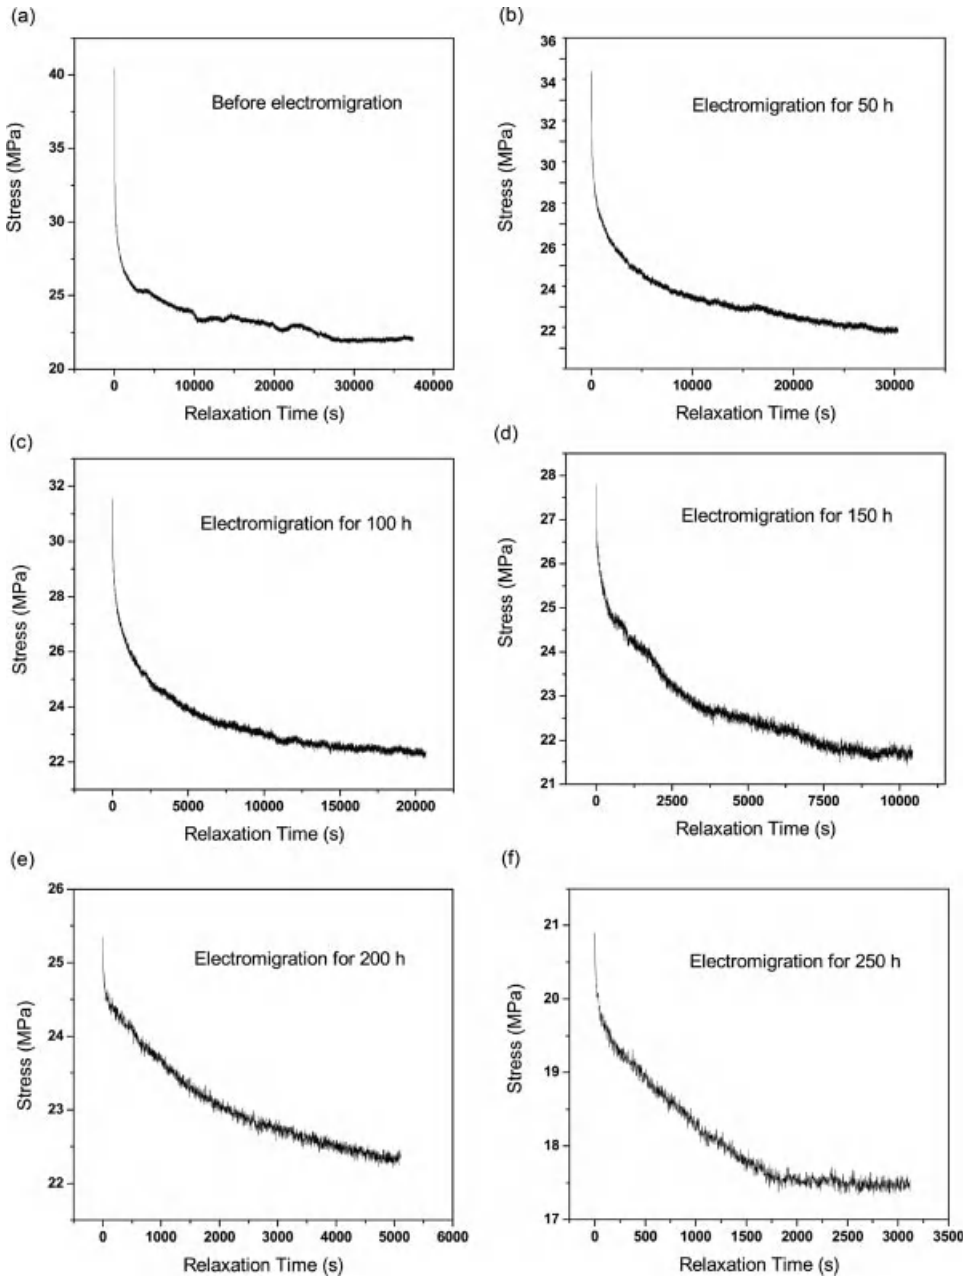 (a)
(b)
Stress (MPa)
40
35
30
25
20
Before electromigration
0 10000 20000 30000 40000
Relaxation Time (s)
Stress (MPa)
36
34
28
26
22
Electromigration for 50 h
0 10000 20000 30000
Relaxation Time (s)
(c)
(d)
Stress (MPa)
32
30
28
26
24
22
Electromigration for 100 h
0 5000 10000 15000 20000
Relaxation Time (s)
Stress (MPa)
28
27
26
25
24
23
22
21
Electromigration for 150 h
0 2500 5000 7500 10000
Relaxation Time (s)
(e)
(f)
Stress (MPa)
26
25
24
23
22
Electromigration for 200 h
0 1000 2000 3000 4000 5000 6000
Relaxation Time (s)
Stress (MPa)
21
20
19
18
17
Electromigration for 250 h
0 500 1000 1500 2000 2500 3000 3500
Relaxation Time (s)